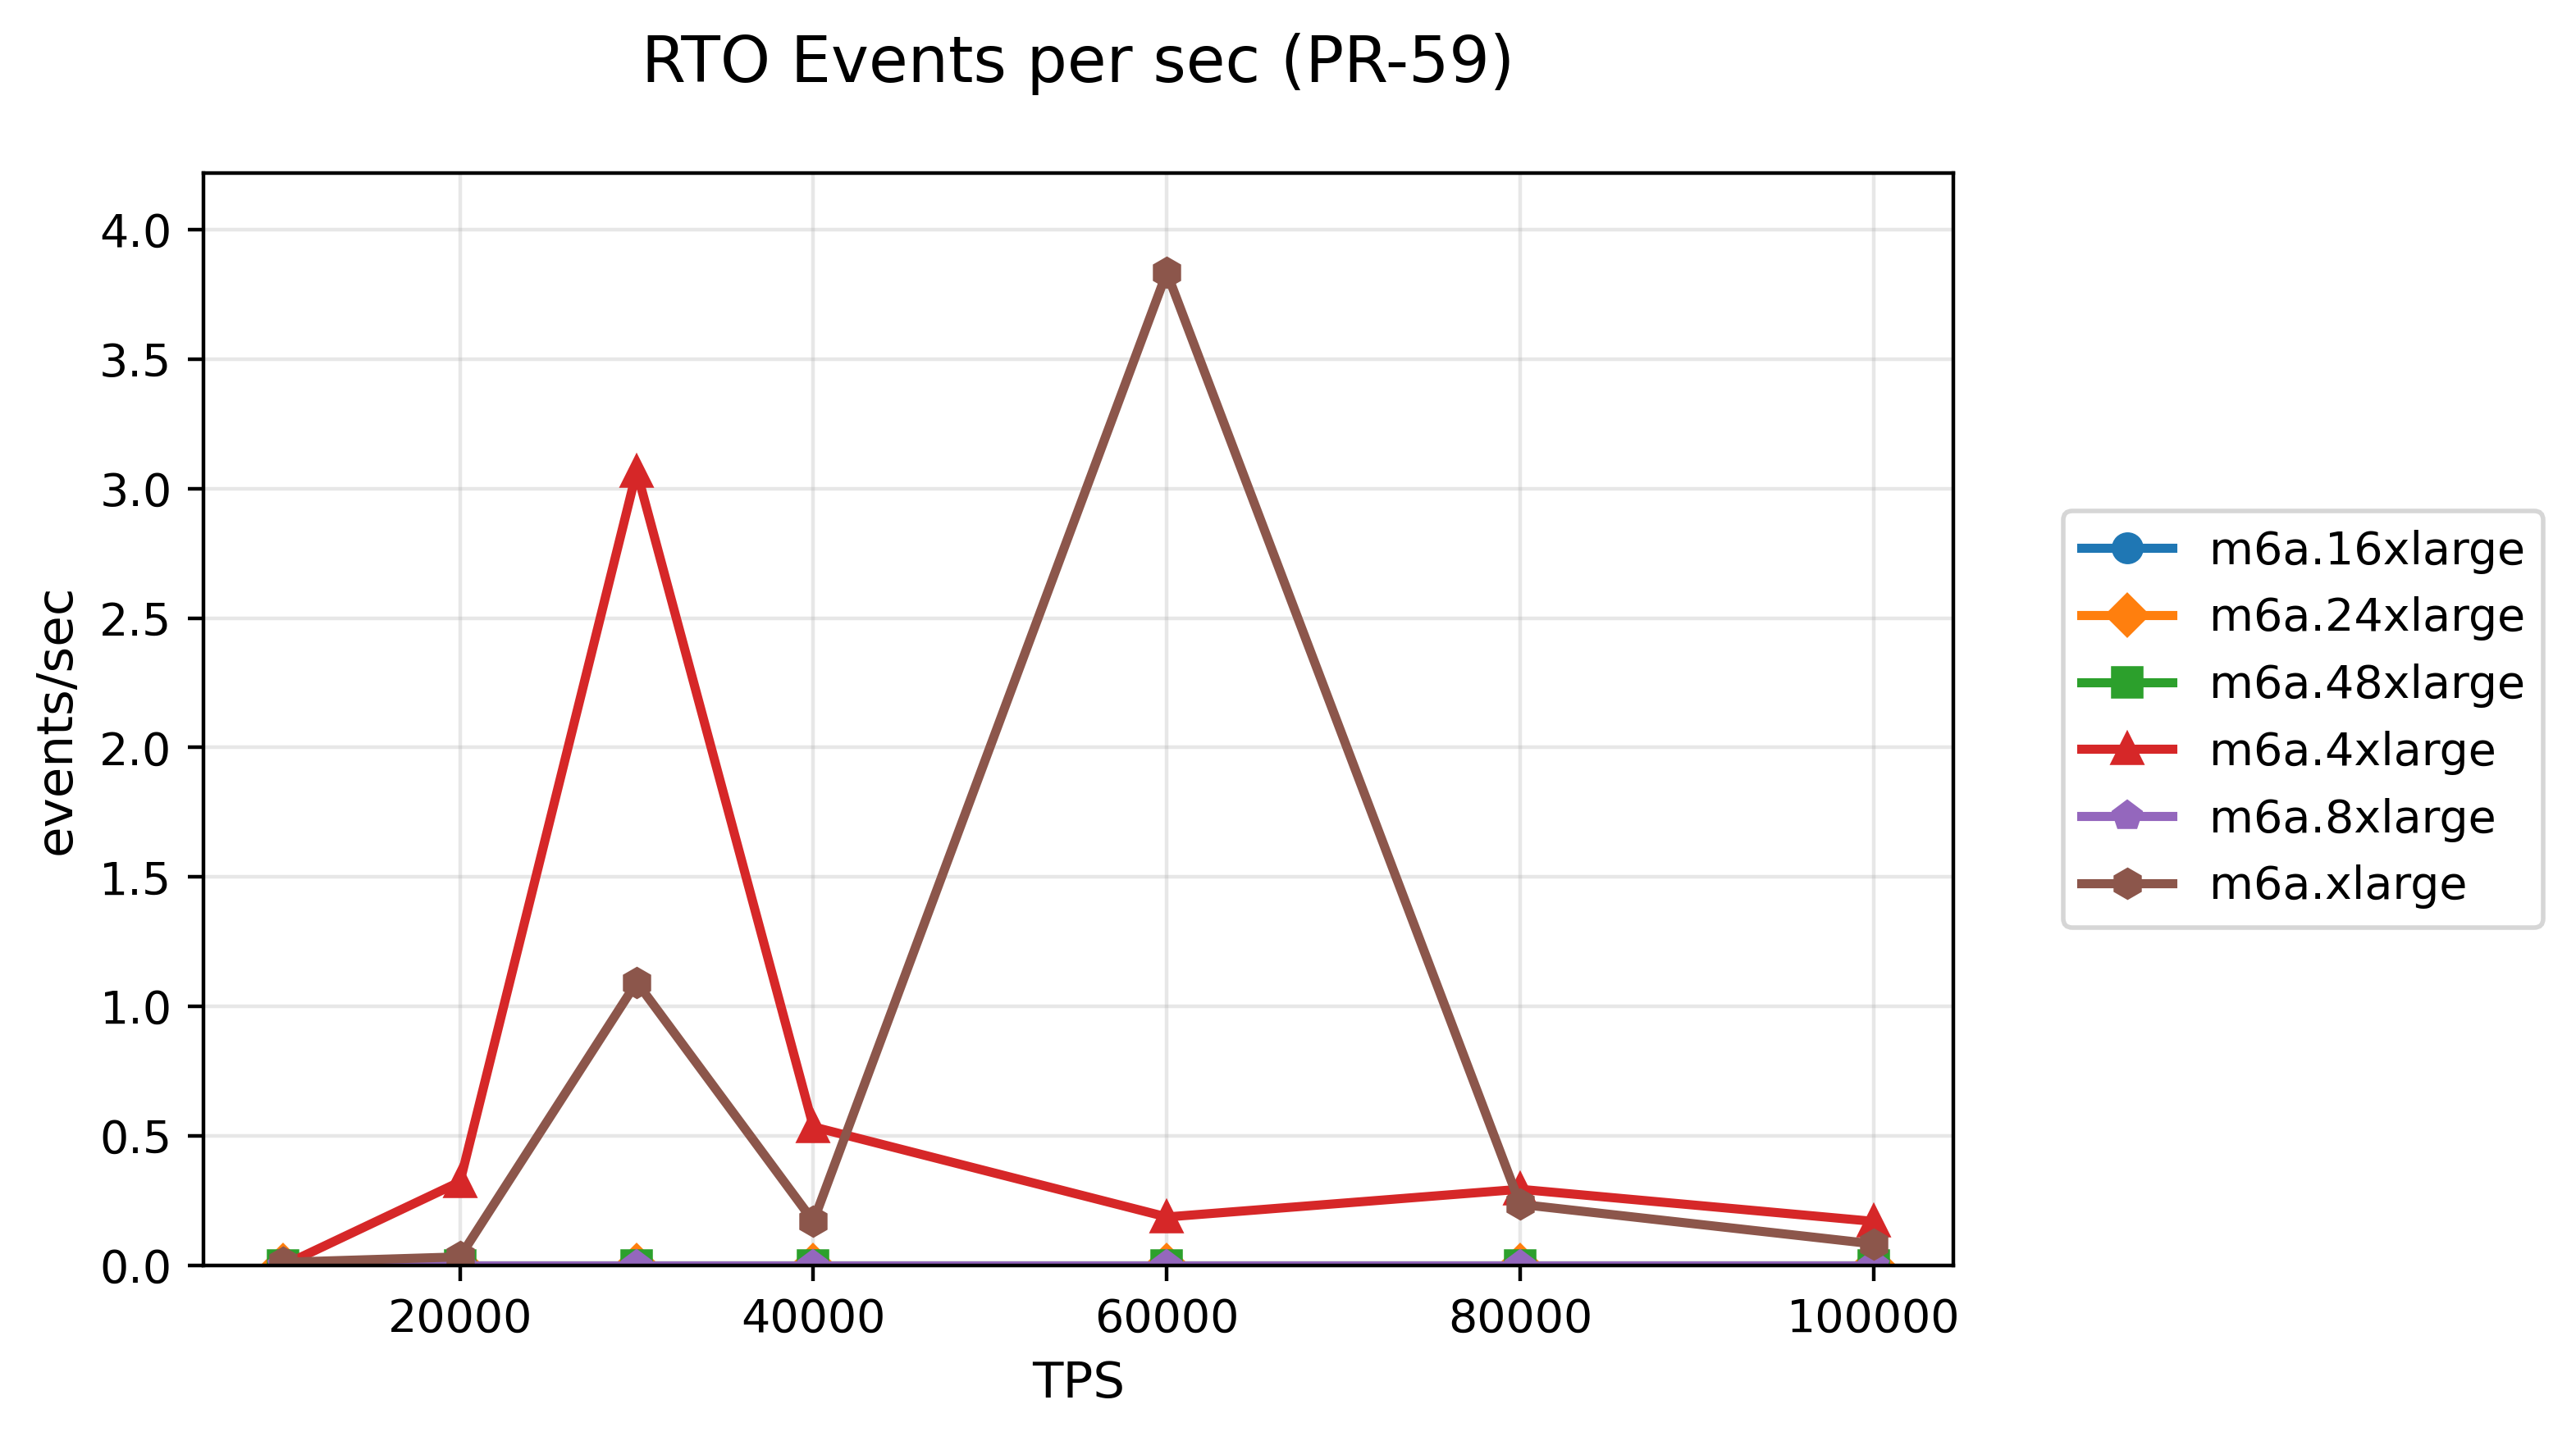 RTO Events per sec (PR-59)
events/sec
4.0
3.5
3.0
2.5
2.0
1.5
1.0
0.5
0.0
20000
40000
60000
80000
100000
TPS
m6a.16xlarge
m6a.24xlarge
m6a.48xlarge
m6a.4xlarge
m6a.8xlarge
m6a.xlarge